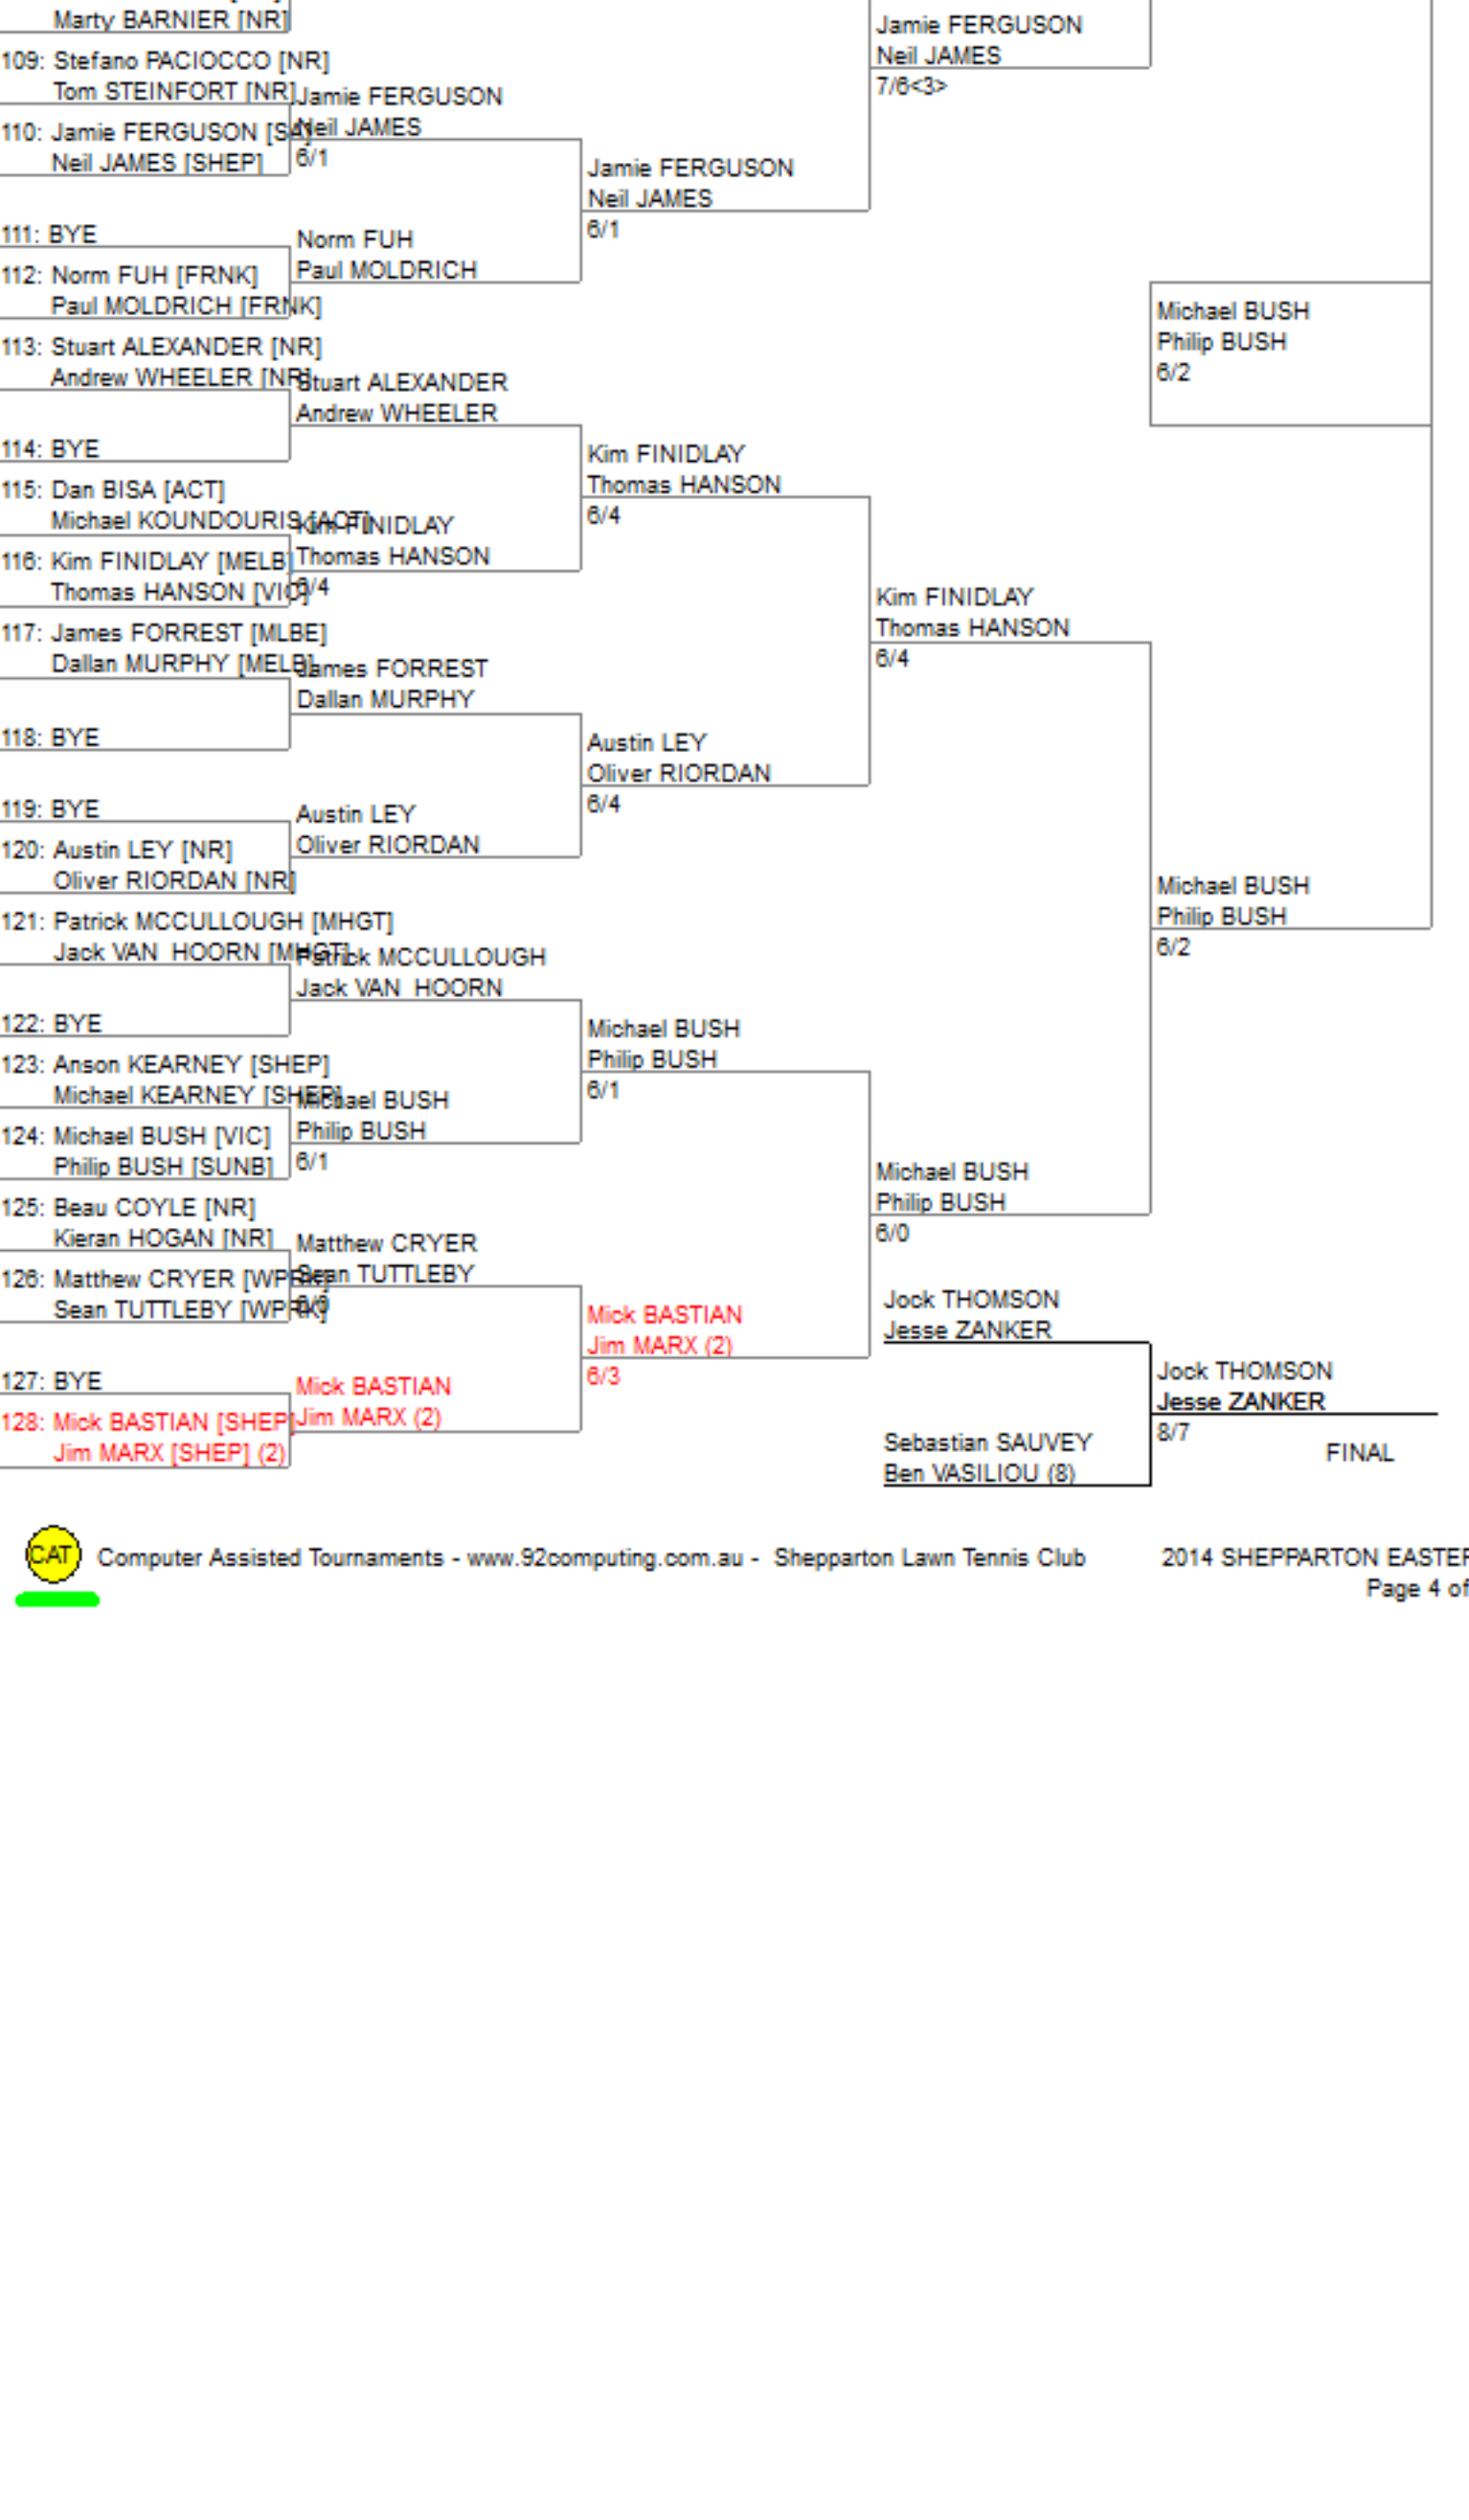 Marty BARNIER [NR]
109: Stefano PACIOCCO [NR]
Tom STEINFORT [NR]
110: Jamie FERGUSON
Neil JAMES [SHEP]
111: BYE
112: Norm FUH [FRNK]
Paul MOLDRICH [FRNK]
113: Stuart ALEXANDER [NR]
Andrew WHEELER [NR]
114: BYE
115: Dan BISA [ACT]
Michael KOUNDOURIS [ACT]
116: Kim FINIDLAY [MELB]
Thomas HANSON [VIC]
117: James FORREST [MLBE]
Dallan MURPHY [MELB]
118: BYE
119: BYE
120: Austin LEY [NR]
Oliver RIORDAN [NR]
121: Patrick MCCULLOUGH [MHGT]
Jack VAN HOORN [MHGT]
122: BYE
123: Anson KEARNEY [SHEP]
Michael KEARNEY [SHEP]
124: Michael BUSH [VIC]
Philip BUSH [SUNB]
125: Beau COYLE [NR]
Kieran HOGAN [NR]
126: Matthew CRYER [WPRK]
Sean TUTTLEBY [WPRK]
127: BYE
128: Mick BASTIAN [SHEP]
Jim MARX [SHEP] (2)
Jamie FERGUSON
Neil JAMES
6/1
Norm FUH
Paul MOLDRICH
Stuart ALEXANDER
Andrew WHEELER
Kim FINIDLAY
Thomas HANSON
6/4
James FORREST
Dallan MURPHY
Austin LEY
Oliver RIORDAN
Patrick MCCULLOUGH
Jack VAN HOORN
Michael BUSH
Philip BUSH
6/1
Matthew CRYER
Sean TUTTLEBY
Mick BASTIAN
Jim MARX (2)
Jamie FERGUSON
Neil JAMES
6/1
Kim FINIDLAY
Thomas HANSON
6/4
Austin LEY
Oliver RIORDAN
6/4
Michael BUSH
Philip BUSH
6/1
Mick BASTIAN
Jim MARX (2)
6/3
Jamie FERGUSON
Neil JAMES
7/6<3>
Kim FINIDLAY
Thomas HANSON
6/4
Michael BUSH
Philip BUSH
6/0
Jock THOMSON
Jesse ZANKER
Sebastian SAUVEY
Ben VASILIOU (8)
Michael BUSH
Philip BUSH
6/2
Michael BUSH
Philip BUSH
6/2
Jock THOMSON
Jesse ZANKER
8/7
FINAL
CAT
Computer Assisted Tournaments - www.92computing.com.au - Shepparton Lawn Tennis Club
2014 SHEPPARTON EASTER
Page 4 of